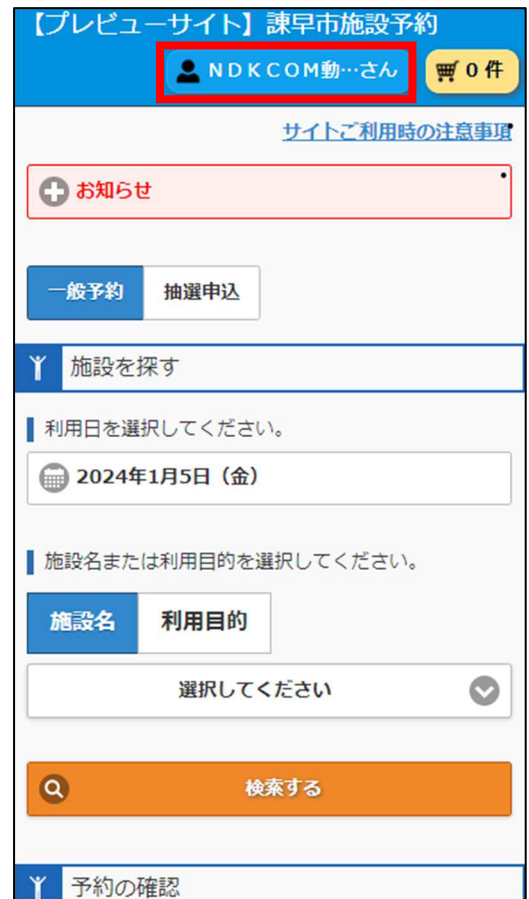 【プレビューサイト】諫早市施設予約
ＮＤＫＣＯＭ動…さん
0 件
サイトご利用時の注意事項
お知らせ
一般予約 抽選申込
施設を探す
利用日を選択してください。
2024年1月5日（金）
施設名または利用目的を選択してください。
施設名 利用目的
選択してください
検索する
予約の確認